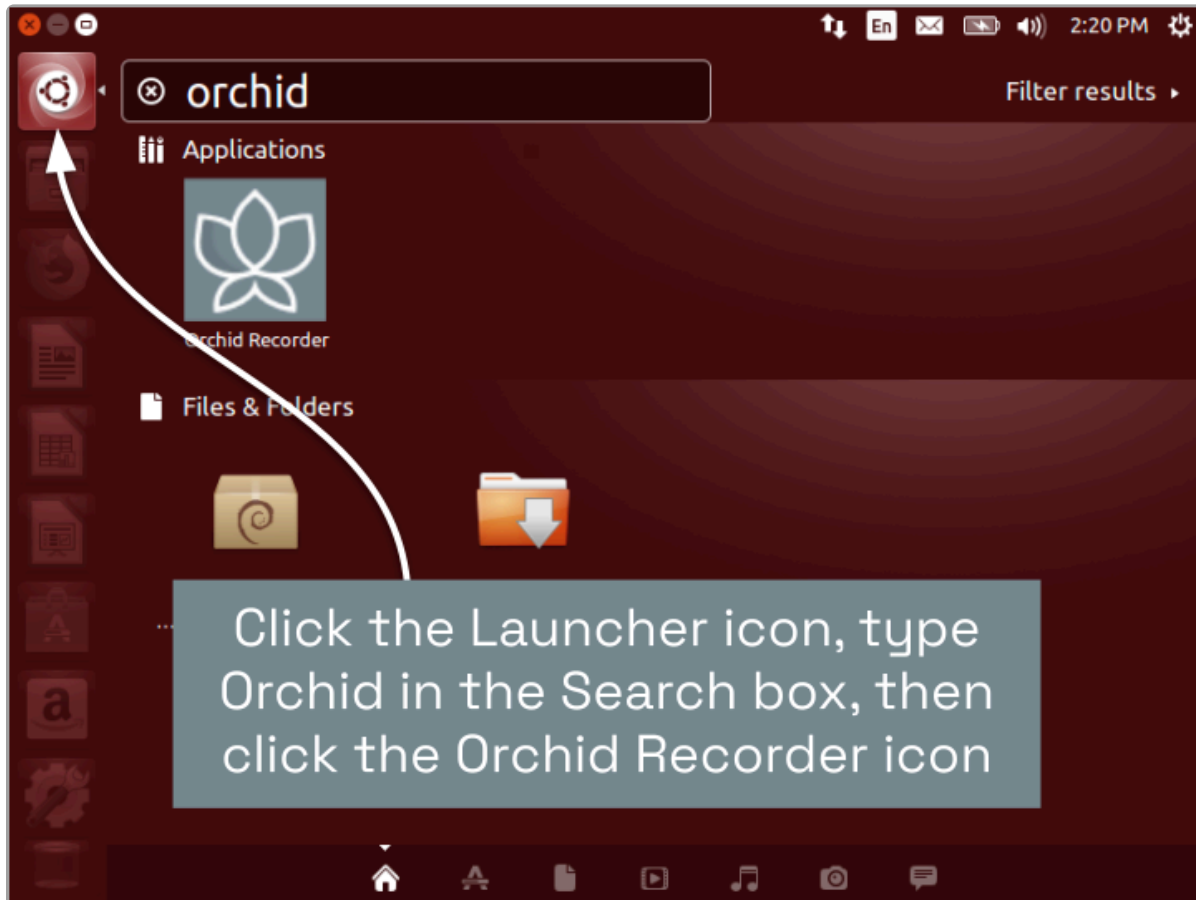 En
2:20 PM
orchid
Filter results
Applications
Orchid Recorder
Files & Folders
...
Click the Launcher icon, type
Orchid in the Search box, then
click the Orchid Recorder icon
a